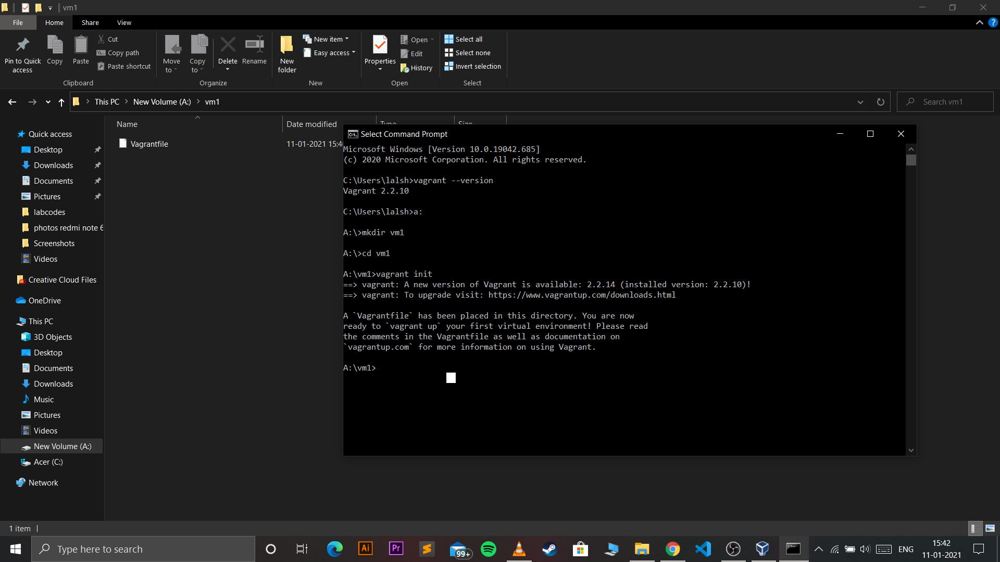 vm1
File Home Share View
Pin to Quick access
Copy
Paste
Cut
Copy path
Paste shortcut
Clipboard
Move to
Copy to
Delete
Rename
Organize
New folder
New item
Easy access
New
Properties
Open
Edit
History
Open
Select all
Select none
Invert selection
Select
This PC > New Volume (A:) > vm1
Search vm1
Name Date modified Type Size
Vagrantfile 11-01-2021 15:4
Quick access
Desktop
Downloads
Documents
Pictures
labcodes
photos redmi note 6
Screenshots
Videos
Creative Cloud Files
OneDrive
This PC
3D Objects
Desktop
Documents
Downloads
Music
Pictures
Videos
New Volume (A:)
Acer (C:)
Network
Select Command Prompt
Microsoft Windows [Version 10.0.19042.685]
(c) 2020 Microsoft Corporation. All rights reserved.
C:\Users\lalsh>vagrant --version
Vagrant 2.2.10
C:\Users\lalsh>a:
A:\>mkdir vm1
A:\>cd vm1
A:\vm1>vagrant init
==> vagrant: A new version of Vagrant is available: 2.2.14 (installed version: 2.2.10)!
==> vagrant: To upgrade visit: https://www.vagrantup.com/downloads.html
A `Vagrantfile` has been placed in this directory. You are now
ready to `vagrant up` your first virtual environment! Please read
the comments in the Vagrantfile as well as documentation on
`vagrantup.com` for more information on using Vagrant.
A:\vm1>
1 item
Type here to search
Ai
Pr
99+
ENG
15:42
11-01-2021